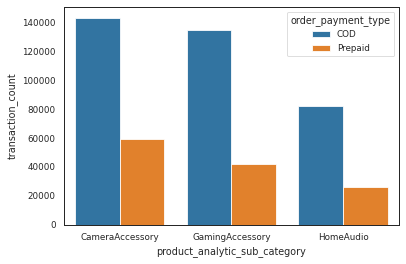 order_payment_type
COD
Prepaid
transaction_count
140000
120000
100000
80000
60000
40000
20000
0
CameraAccessory GamingAccessory HomeAudio
product_analytic_sub_category